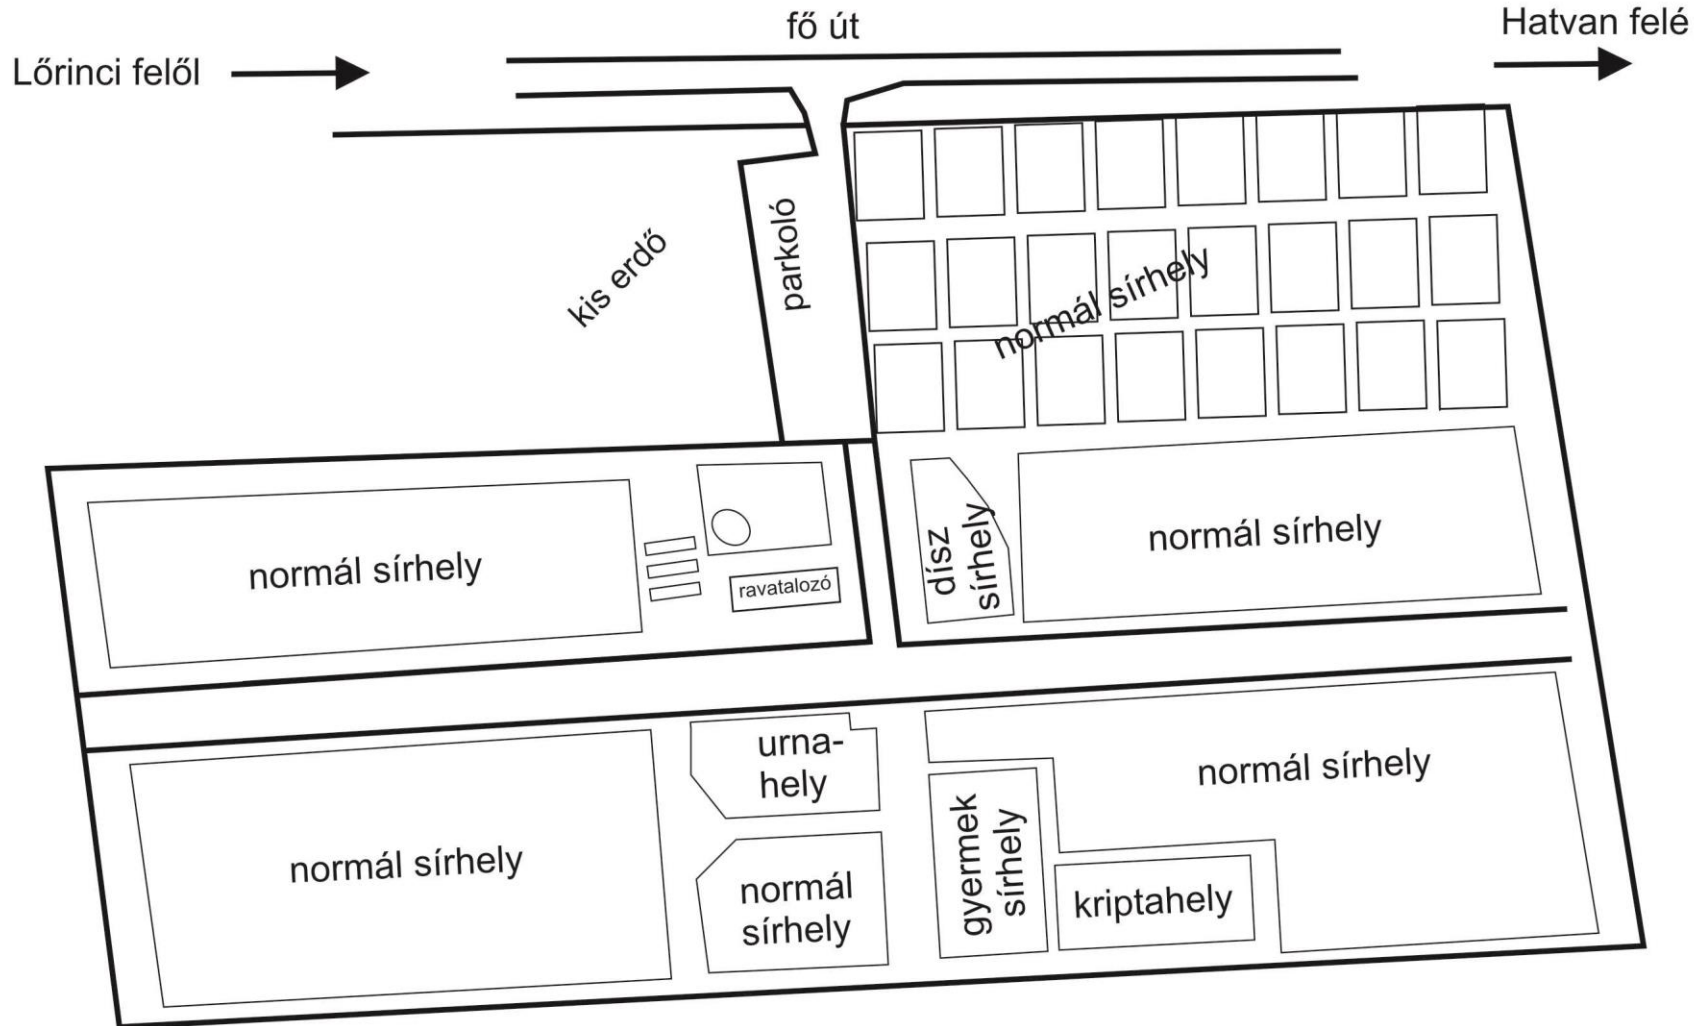 fő út
Hatvan felé
Lőrinci felől
kis erdő
parkoló
normál sírhely
normál sírhely
ravatalozó
dísz
sírhely
normál sírhely
urna-
hely
normál sírhely
normál sírhely
normál
sírhely
gyermek
sírhely
kriptahely